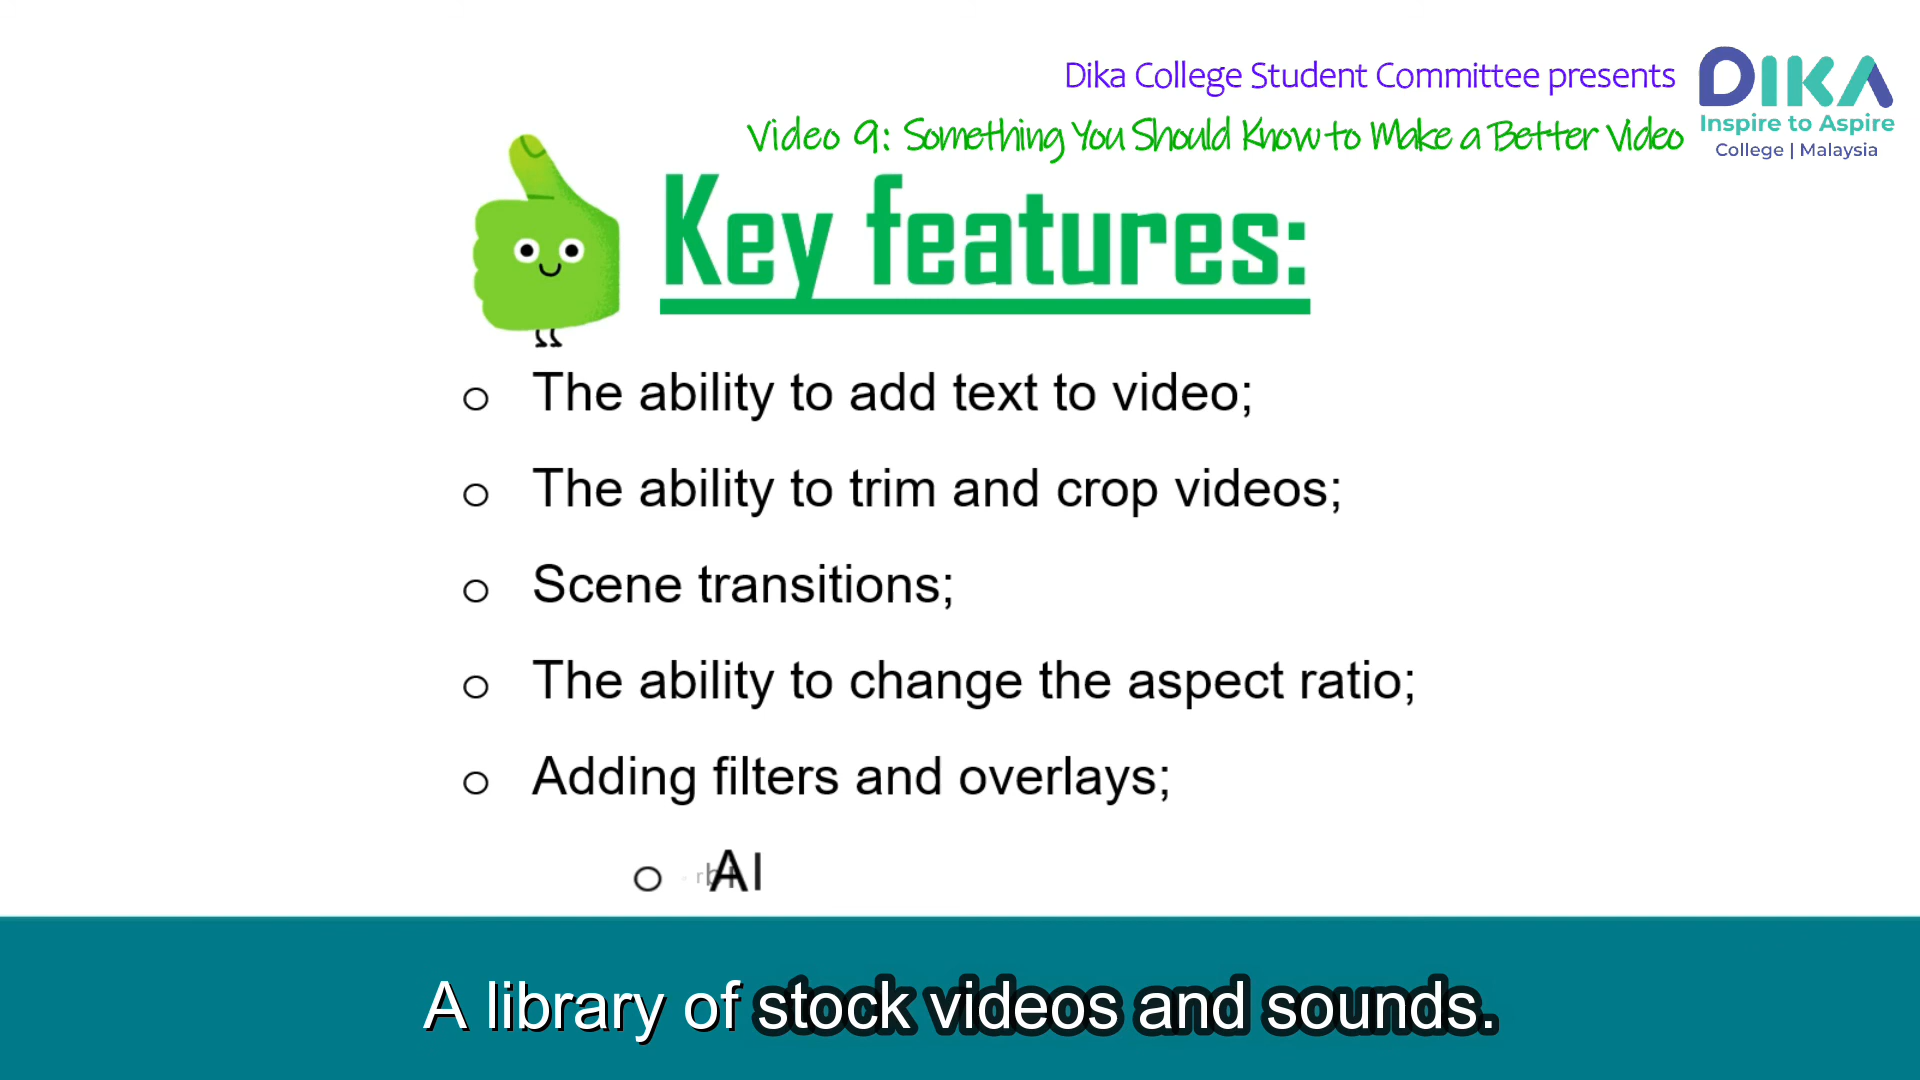 Dika College Student Committee presents
DIKA
Inspire to Aspire
College | Malaysia
Video 9: Something You Should Know to Make a Better Video
Key features:
o The ability to add text to video;
o The ability to trim and crop videos;
o Scene transitions;
o The ability to change the aspect ratio;
o Adding filters and overlays;
o
A library of stock videos and sounds.